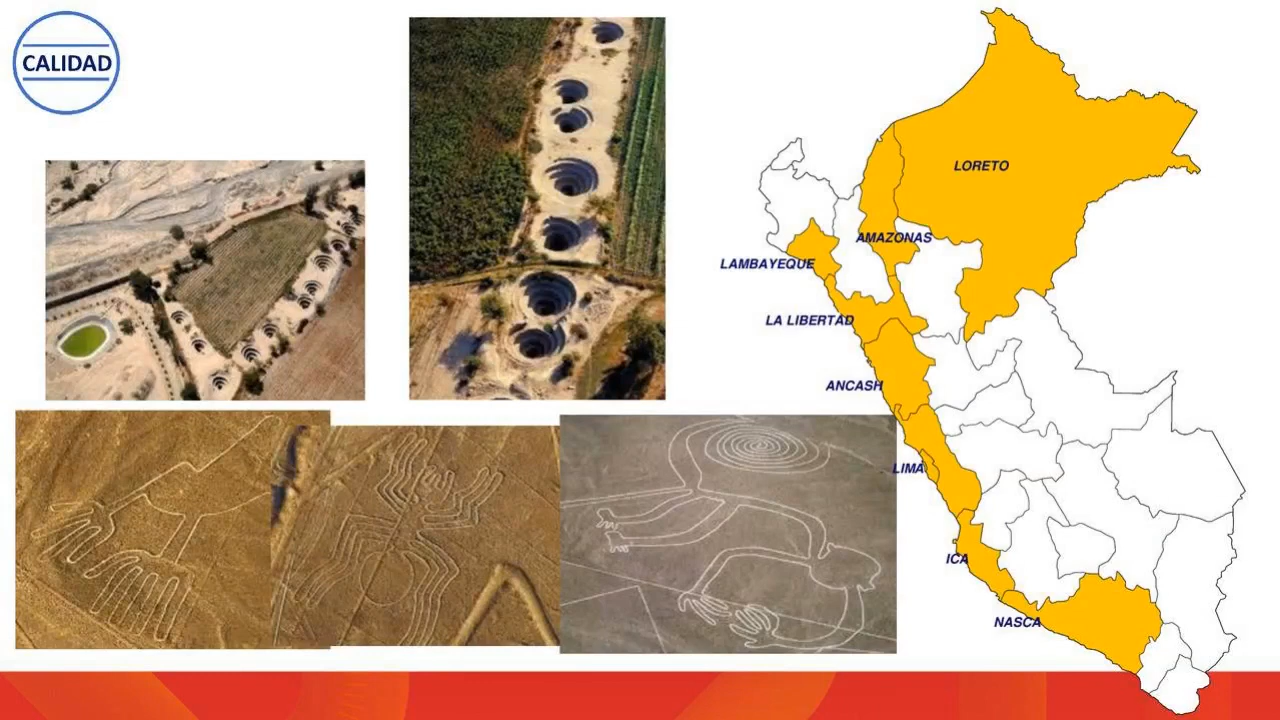 CALIDAD
LORETO
AMAZONAS
LAMBAYEQUE
LA LIBERTAD
ANCASH
LIMA
ICA
NASCA